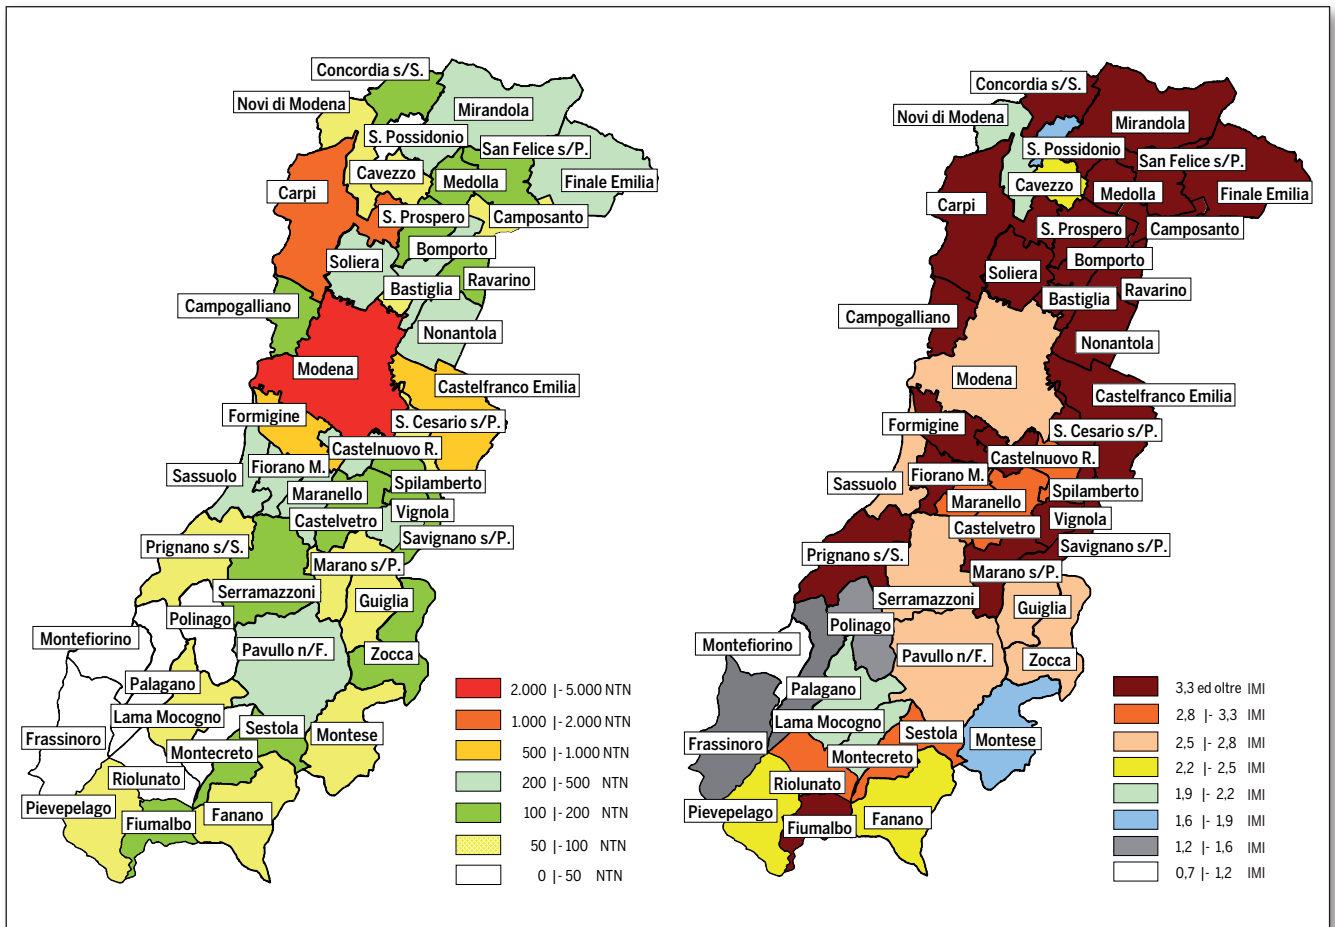 Concordia s/S.
Novi di Modena
Mirandola
S. Possidonio
San Felice s/P.
Cavezzo
Medolla
Finale Emilia
Carpi
S. Prospero
Camposanto
Bomporto
Soliera
Ravarino
Bastiglia
Campogalliano
Nonantola
Modena
Castelfranco Emilia
Formigine
S. Cesario s/P.
Castelnuovo R.
Fiorano M.
Sassuolo
Spilamberto
Maranello
Vignola
Castelvetro
Savignano s/P.
Prignano s/S.
Marano s/P.
Serramazzoni
Guiglia
Polinago
Montefiorino
Pavullo n/F.
Zocca
Palagano
Lama Mocogno
Sestola
Montese
Frassinoro
Montecreto
Riolunato
Pievepelago
Fanano
Fiumalbo
2.000 |- 5.000 NTN
1.000 |- 2.000 NTN
500 |- 1.000 NTN
200 |- 500 NTN
100 |- 200 NTN
50 |- 100 NTN
0 |- 50 NTN
Concordia s/S.
Novi di Modena
Mirandola
S. Possidonio
San Felice s/P.
Cavezzo
Medolla
Finale Emilia
Carpi
S. Prospero
Camposanto
Bomporto
Soliera
Ravarino
Bastiglia
Campogalliano
Nonantola
Modena
Castelfranco Emilia
Formigine
S. Cesario s/P.
Castelnuovo R.
Fiorano M.
Sassuolo
Spilamberto
Maranello
Vignola
Castelvetro
Savignano s/P.
Prignano s/S.
Marano s/P.
Serramazzoni
Guiglia
Polinago
Montefiorino
Pavullo n/F.
Zocca
Palagano
Lama Mocogno
Sestola
Montese
Frassinoro
Montecreto
Riolunato
Pievepelago
Fanano
Fiumalbo
3,3 ed oltre IMI
2,8 |- 3,3 IMI
2,5 |- 2,8 IMI
2,2 |- 2,5 IMI
1,9 |- 2,2 IMI
1,6 |- 1,9 IMI
1,2 |- 1,6 IMI
0,7 |- 1,2 IMI